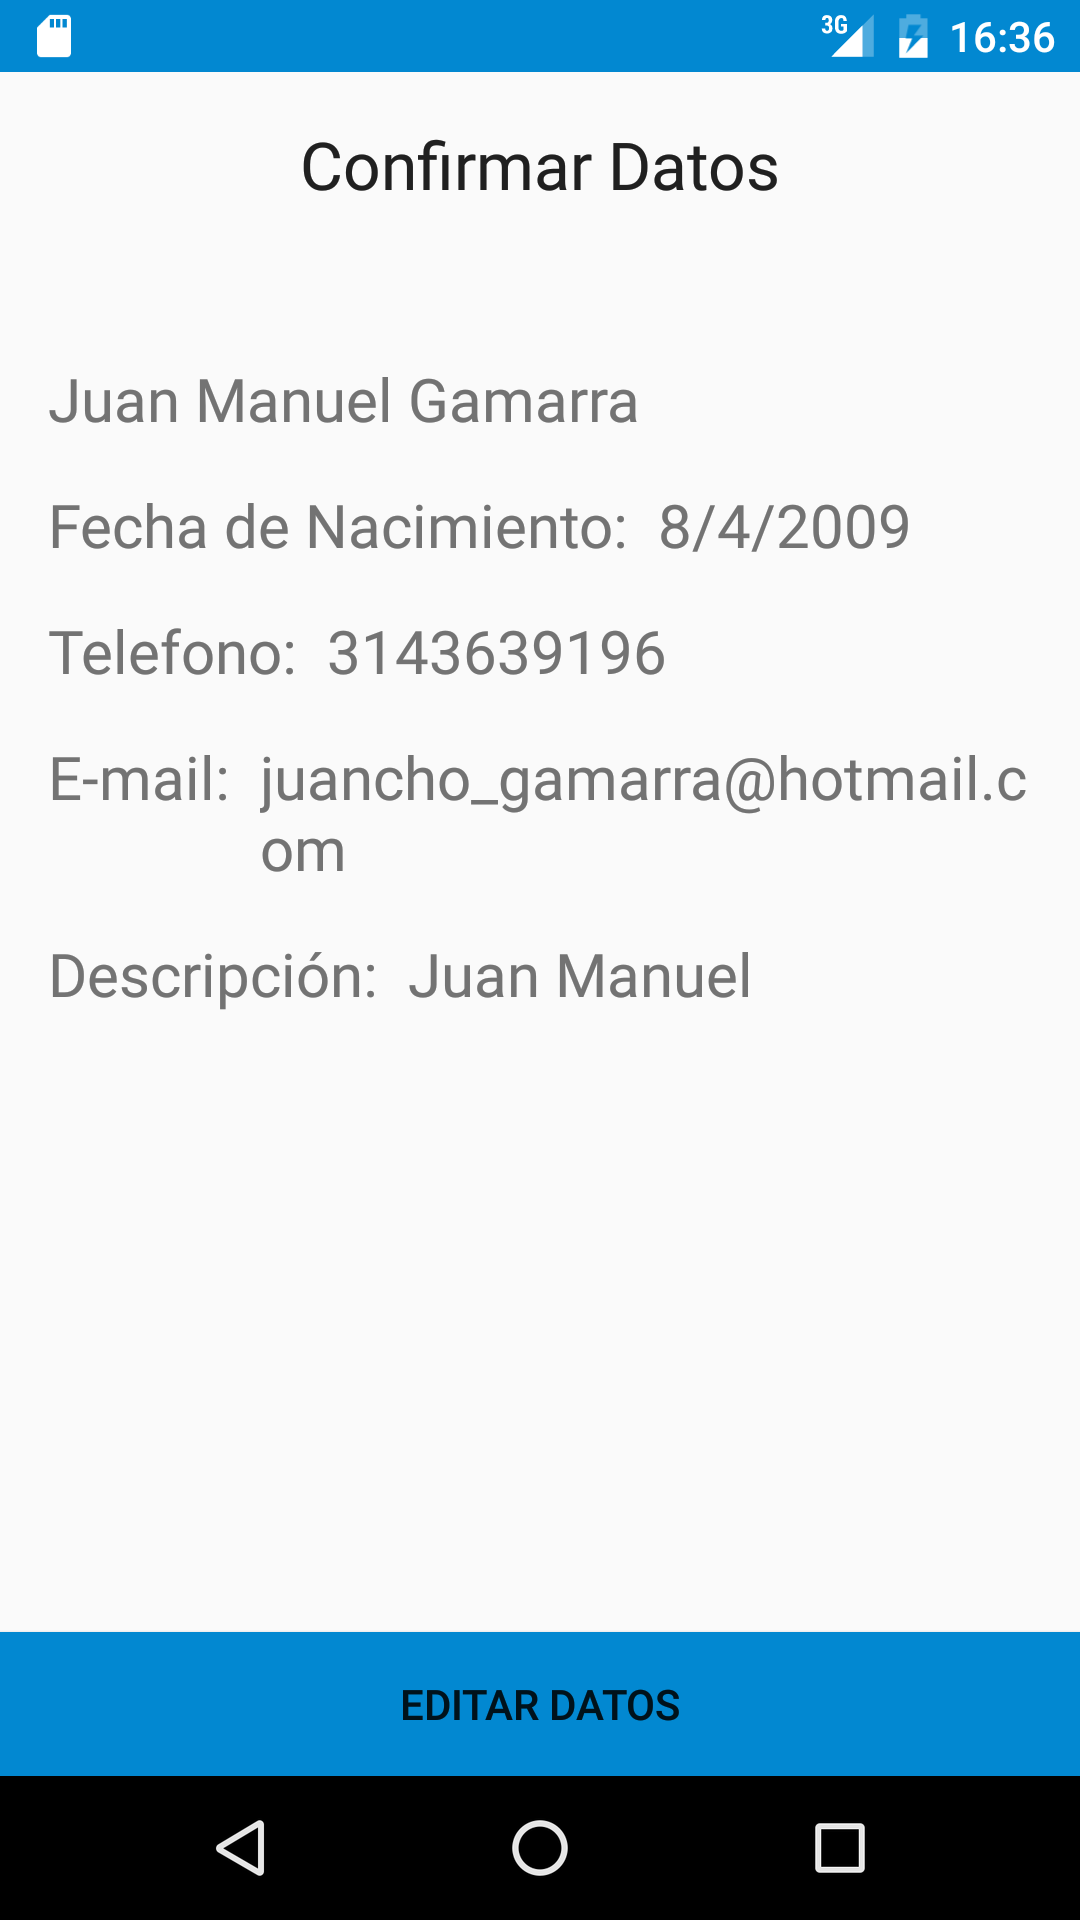 3G 16:36
Confirmar Datos
Juan Manuel Gamarra
Fecha de Nacimiento: 8/4/2009
Telefono: 3143639196
E-mail: juancho_gamarra@hotmail.c
om
Descripción: Juan Manuel
EDITAR DATOS